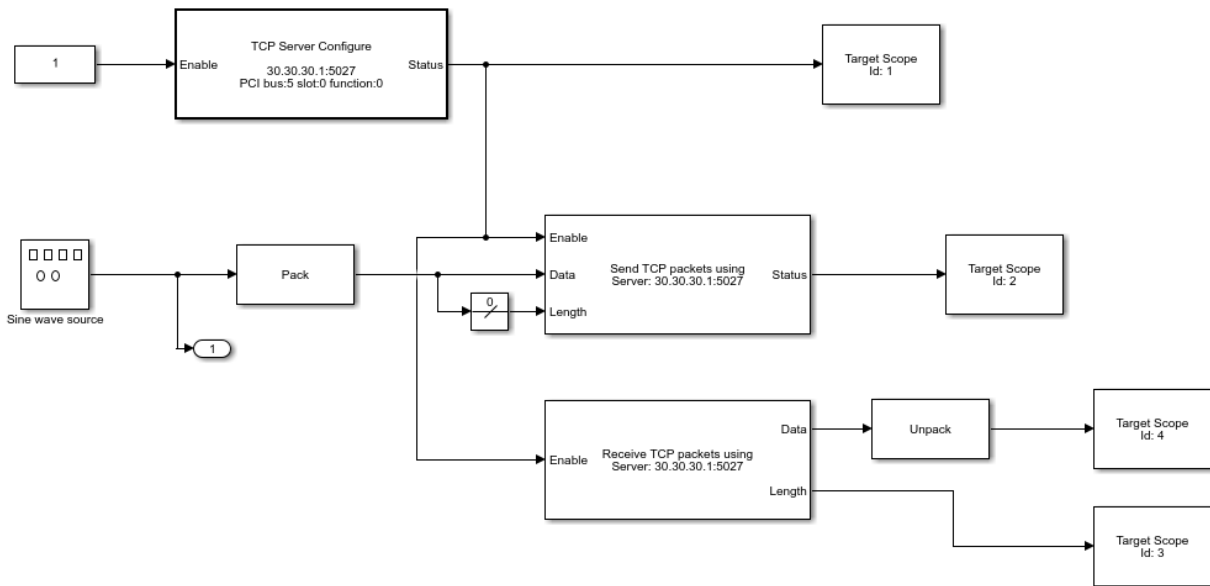 1
Enable
TCP Server Configure
30.30.30.1:5027
PCI bus:5 slot:0 function:0
Status
Target Scope
Id: 1
Sine wave source
1
Pack
0
Enable
Data
Length
Send TCP packets using
Server: 30.30.30.1:5027
Status
Target Scope
Id: 2
Enable
Receive TCP packets using
Server: 30.30.30.1:5027
Data
Length
Unpack
Target Scope
Id: 4
Target Scope
Id: 3